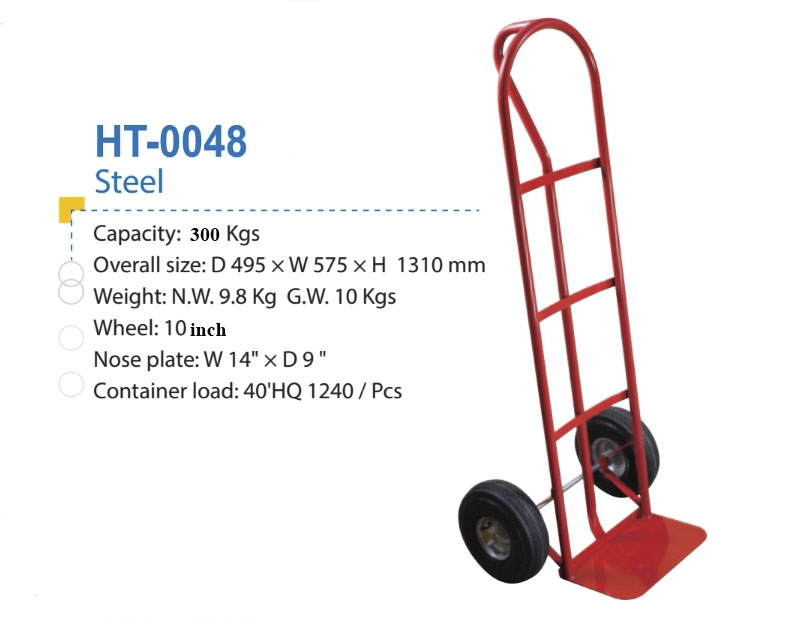 HT-0048
Steel
Capacity: 300 Kgs
Overall size: D 495 × W 575 × H 1310 mm
Weight: N.W. 9.8 Kg G.W. 10 Kgs
Wheel: 10 inch
Nose plate: W 14" × D 9 "
Container load: 40'HQ 1240 / Pcs